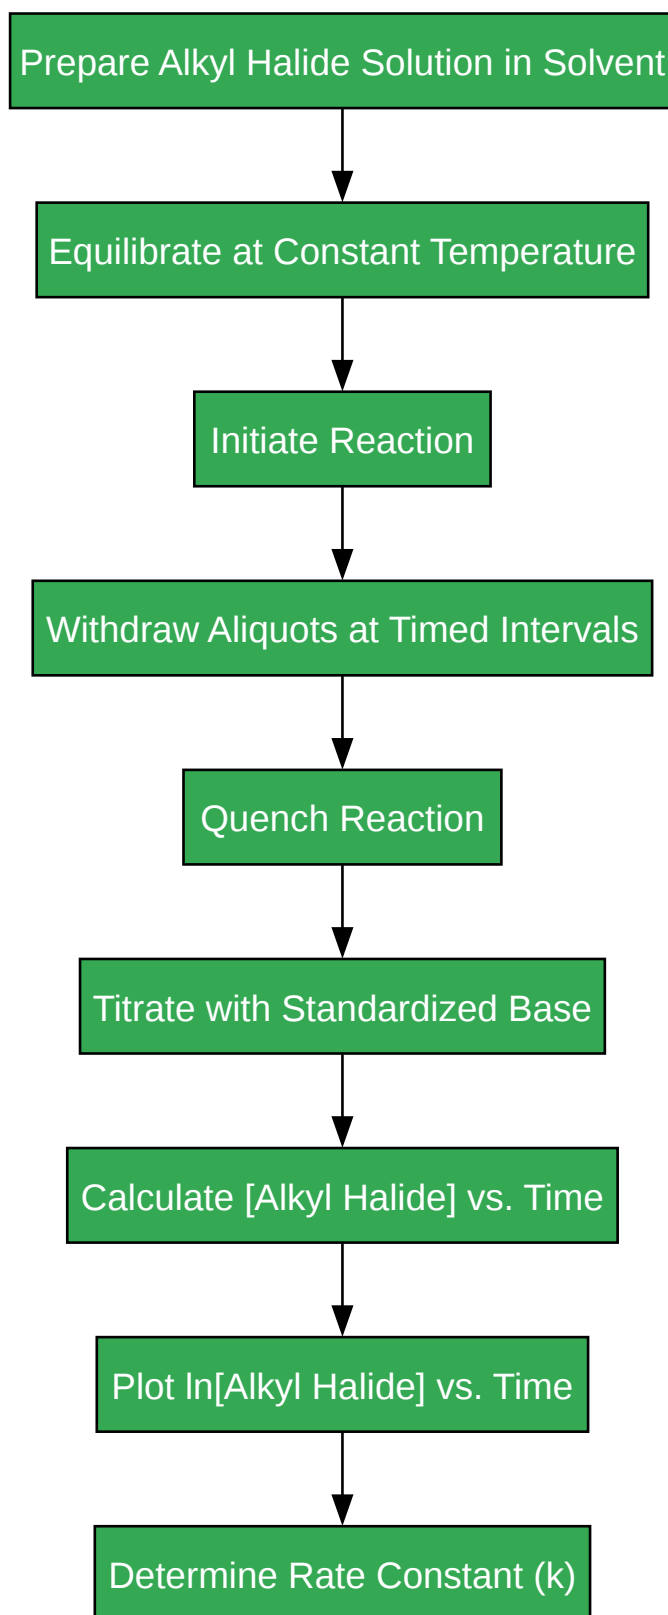 Prepare Alkyl Halide Solution in Solvent
Equilibrate at Constant Temperature
Initiate Reaction
Withdraw Aliquots at Timed Intervals
Quench Reaction
Titrate with Standardized Base
Calculate [Alkyl Halide] vs. Time
Plot ln[Alkyl Halide] vs. Time
Determine Rate Constant (k)